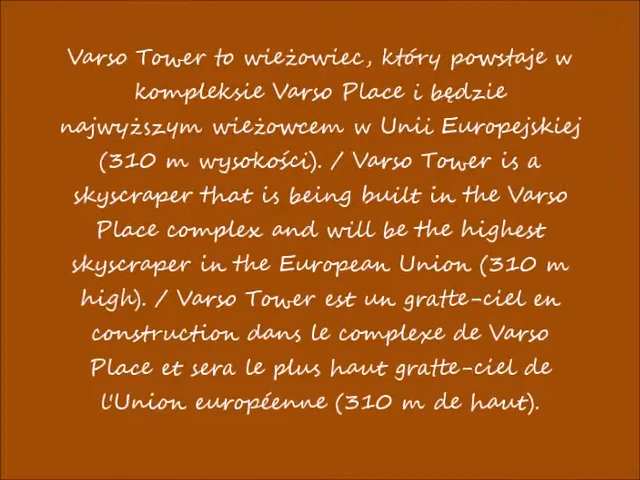 Varso Tower to wieżowiec, który powstaje w
kompleksie Varso Place i będzie
najwyższym wieżowcem w Unii Europejskiej
(310 m wysokości). / Varso Tower is a
skyscraper that is being built in the Varso
Place complex and will be the highest
skyscraper in the European Union (310 m
high). / Varso Tower est un gratte-ciel en
construction dans le complexe de Varso
Place et sera le plus haut gratte-ciel de
l'Union européenne (310 m de haut).